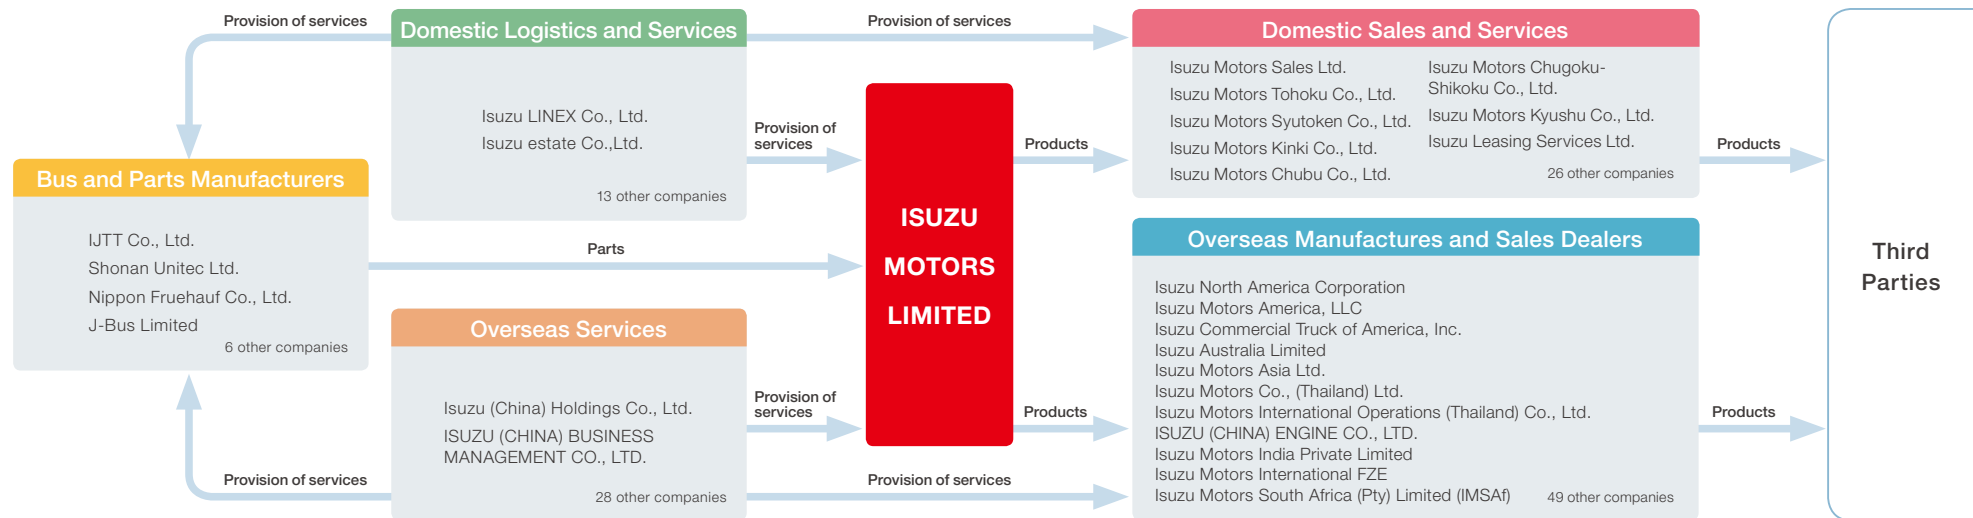 Provision of services
Domestic Logistics and Services
Isuzu LINEX Co., Ltd.
Isuzu estate Co.,Ltd.
13 other companies
Provision of services
Provision of
services
Bus and Parts Manufacturers
IJTT Co., Ltd.
Shonan Unitec Ltd.
Nippon Fruehauf Co., Ltd.
J-Bus Limited
6 other companies
Parts
Overseas Services
Isuzu (China) Holdings Co., Ltd.
ISUZU (CHINA) BUSINESS
MANAGEMENT CO., LTD.
28 other companies
Provision of services
Provision of
services
Provision of services
ISUZU
MOTORS
LIMITED
Products
Products
Domestic Sales and Services
Isuzu Motors Sales Ltd.
Isuzu Motors Tohoku Co., Ltd.
Isuzu Motors Syutoken Co., Ltd.
Isuzu Motors Kinki Co., Ltd.
Isuzu Motors Chubu Co., Ltd.
Isuzu Motors Chugoku-
Shikoku Co., Ltd.
Isuzu Motors Kyushu Co., Ltd.
Isuzu Leasing Services Ltd.
26 other companies
Products
Overseas Manufactures and Sales Dealers
Isuzu North America Corporation
Isuzu Motors America, LLC
Isuzu Commercial Truck of America, Inc.
Isuzu Australia Limited
Isuzu Motors Asia Ltd.
Isuzu Motors Co., (Thailand) Ltd.
Isuzu Motors International Operations (Thailand) Co., Ltd.
ISUZU (CHINA) ENGINE CO., LTD.
Isuzu Motors India Private Limited
Isuzu Motors International FZE
Isuzu Motors South Africa (Pty) Limited (IMSAf)
49 other companies
Products
Third
Parties